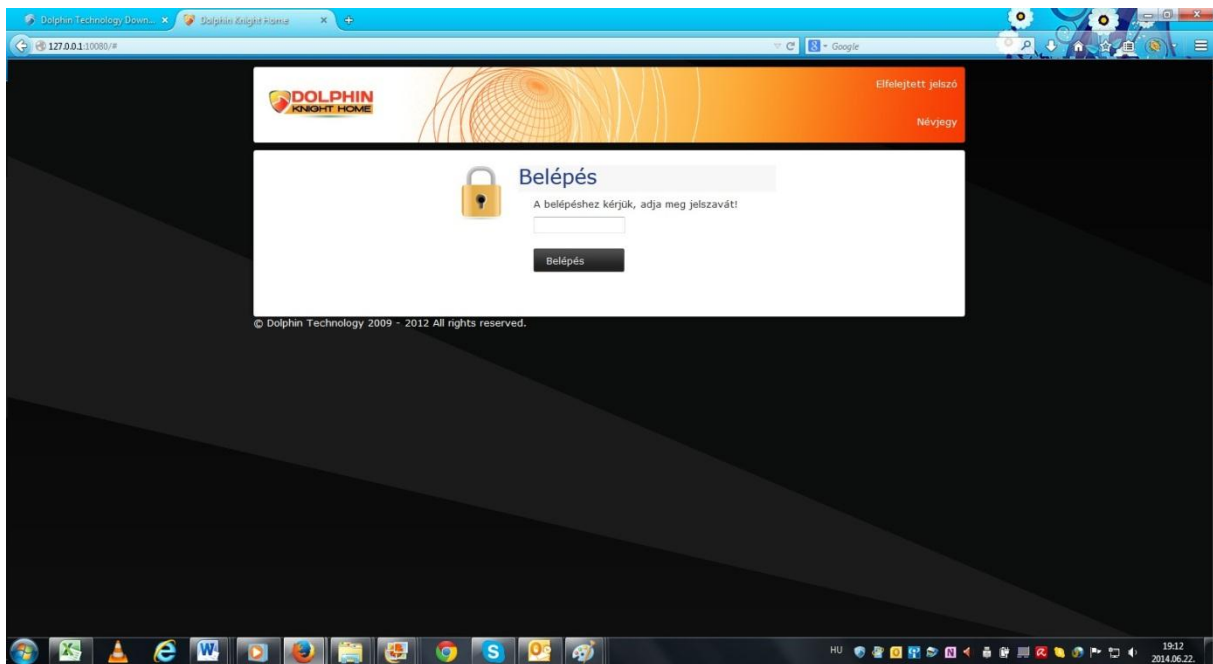 Dolphin Technology Down...
Dolphin Knight Home
127.0.0.1:10080/#
Google
DOLPHIN
KNIGHT HOME
Elfelejtett jelszó
Névjegy
Belépés
A belépéshez kérjük, adja meg jelszavát!
Belépés
© Dolphin Technology 2009 - 2012 All rights reserved.
HU
19:12
2014.06.22.